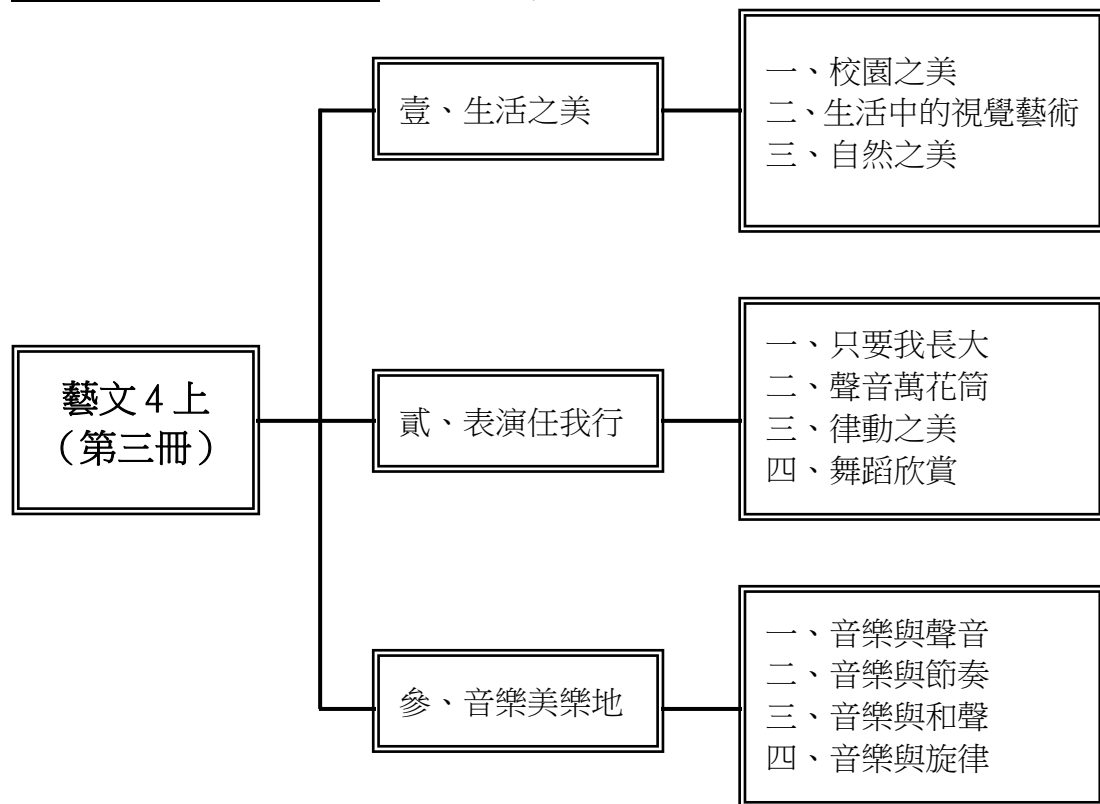 壹、生活之美
一、校園之美
二、生活中的視覺藝術
三、自然之美
藝文4上
（第三冊）
貳、表演任我行
一、只要我長大
二、聲音萬花筒
三、律動之美
四、舞蹈欣賞
參、音樂美樂地
一、音樂與聲音
二、音樂與節奏
三、音樂與和聲
四、音樂與旋律